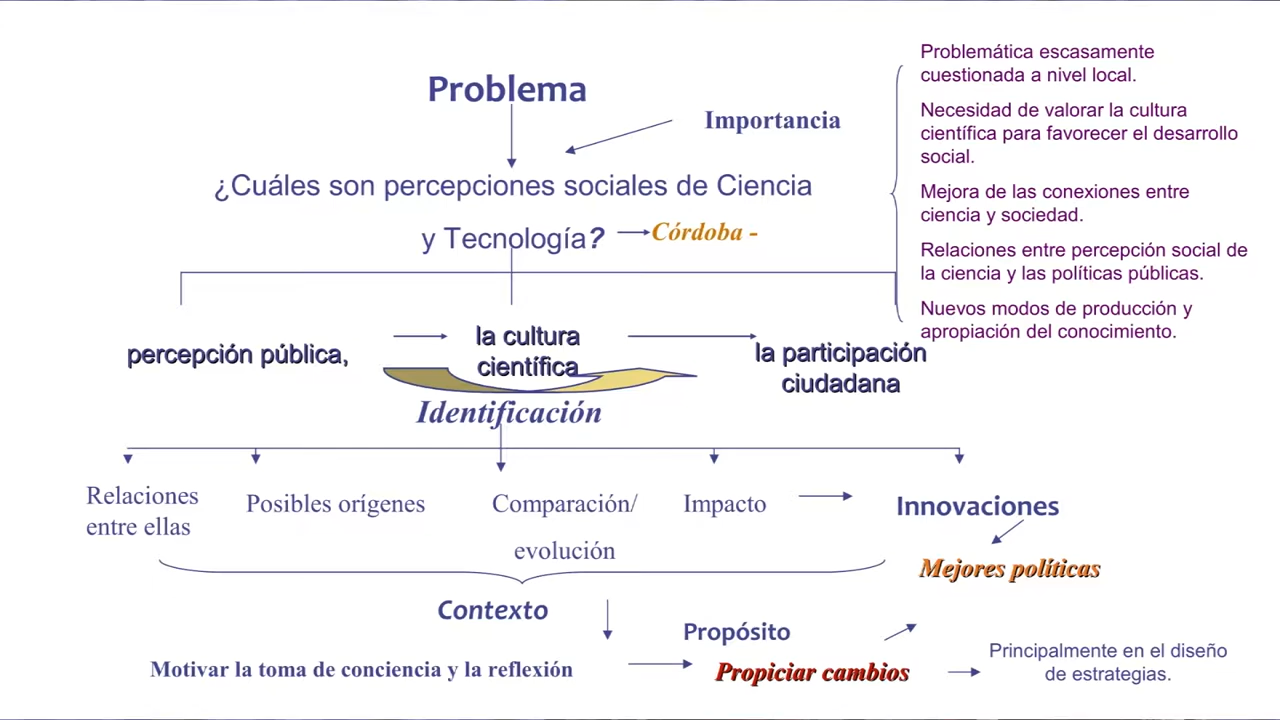 Problema
Importancia
¿Cuáles son percepciones sociales de Ciencia
y Tecnología?
Córdoba -
Problemática escasamente
cuestionada a nivel local.
Necesidad de valorar la cultura
científica para favorecer el desarrollo
social.
Mejora de las conexiones entre
ciencia y sociedad.
Relaciones entre percepción social de
la ciencia y las políticas públicas.
Nuevos modos de producción y
apropiación del conocimiento.
percepción pública,
la cultura
científica
la participación
ciudadana
Identificación
Relaciones
entre ellas
Posibles orígenes
Comparación/
evolución
Impacto
Innovaciones
Mejores políticas
Contexto
Propósito
Motivar la toma de conciencia y la reflexión
Propiciar cambios
Principalmente en el diseño
de estrategias.